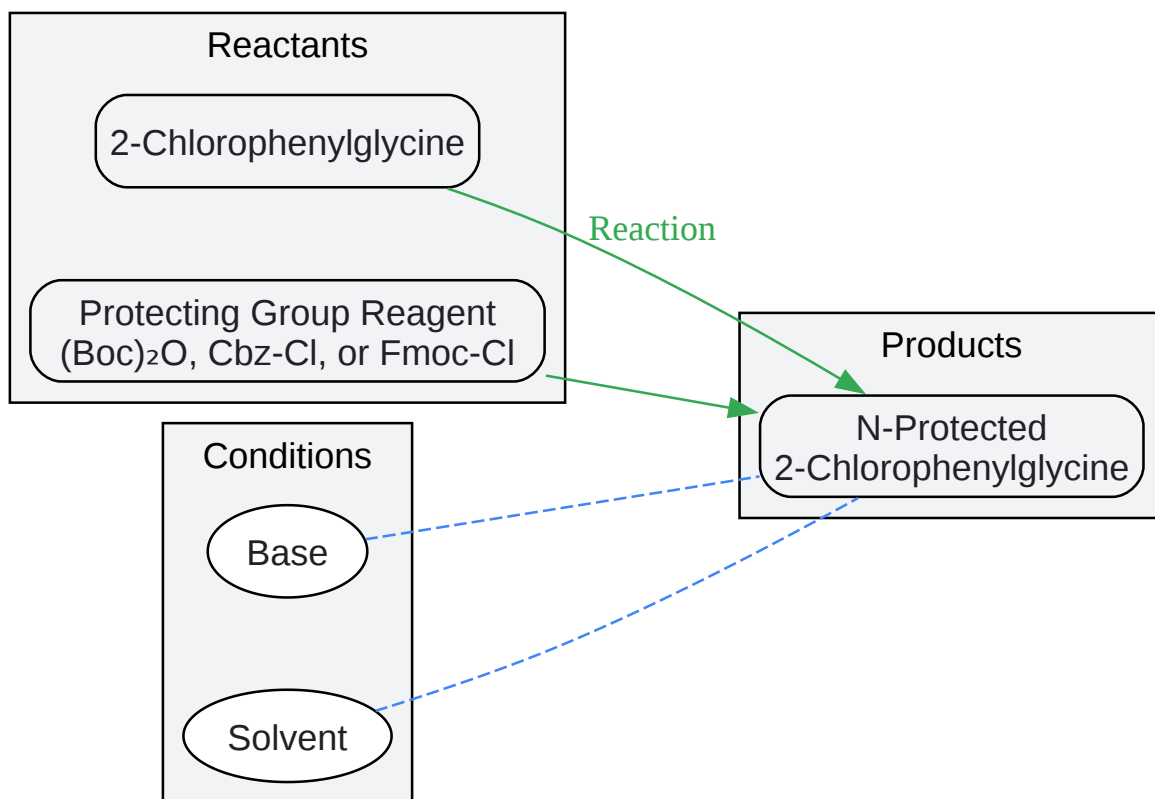 Reactants
2-Chlorophenylglycine
Reaction
Protecting Group Reagent
(Boc)₂O, Cbz-Cl, or Fmoc-Cl
Products
N-Protected
2-Chlorophenylglycine
Conditions
Base
Solvent